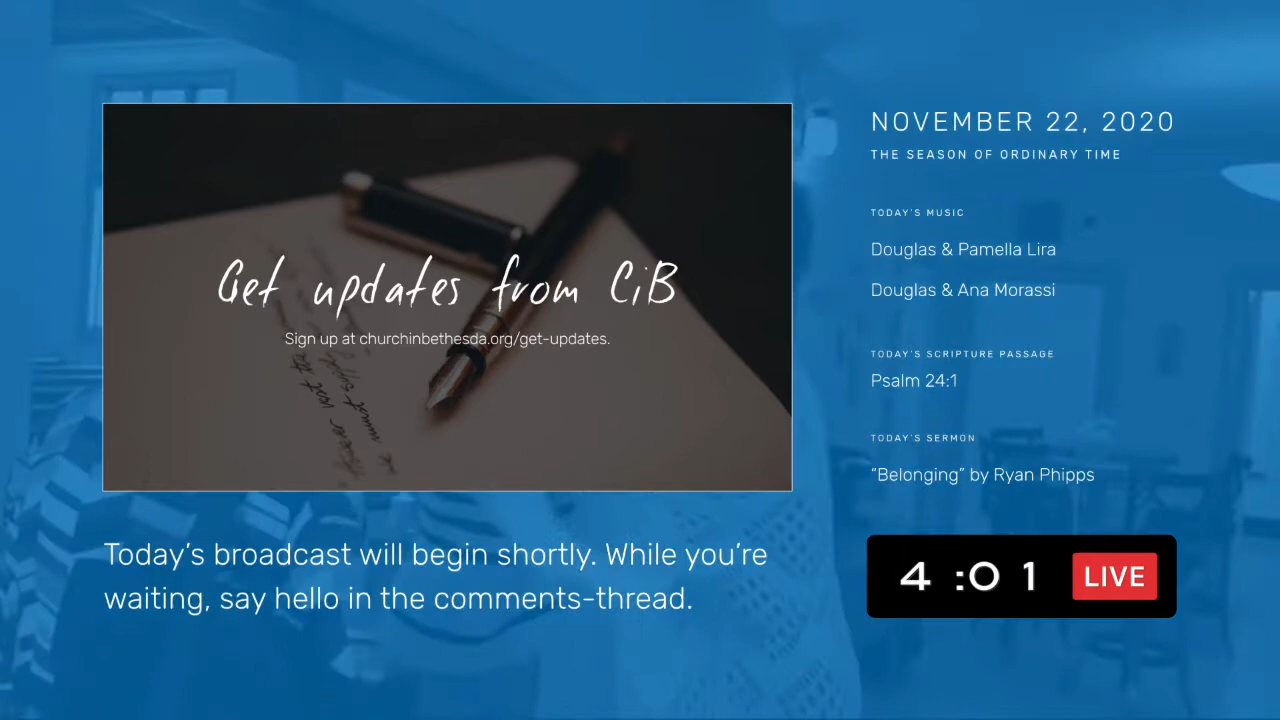 Get updates from CiB
Sign up at churchinbethesda.org/get-updates.
Today's broadcast will begin shortly. While you're
waiting, say hello in the comments-thread.
NOVEMBER 22, 2020
THE SEASON OF ORDINARY TIME
TODAY'S MUSIC
Douglas & Pamella Lira
Douglas & Ana Morassi
TODAY'S SCRIPTURE PASSAGE
Psalm 24:1
TODAY'S SERMON
“Belonging” by Ryan Phipps
4:01 LIVE